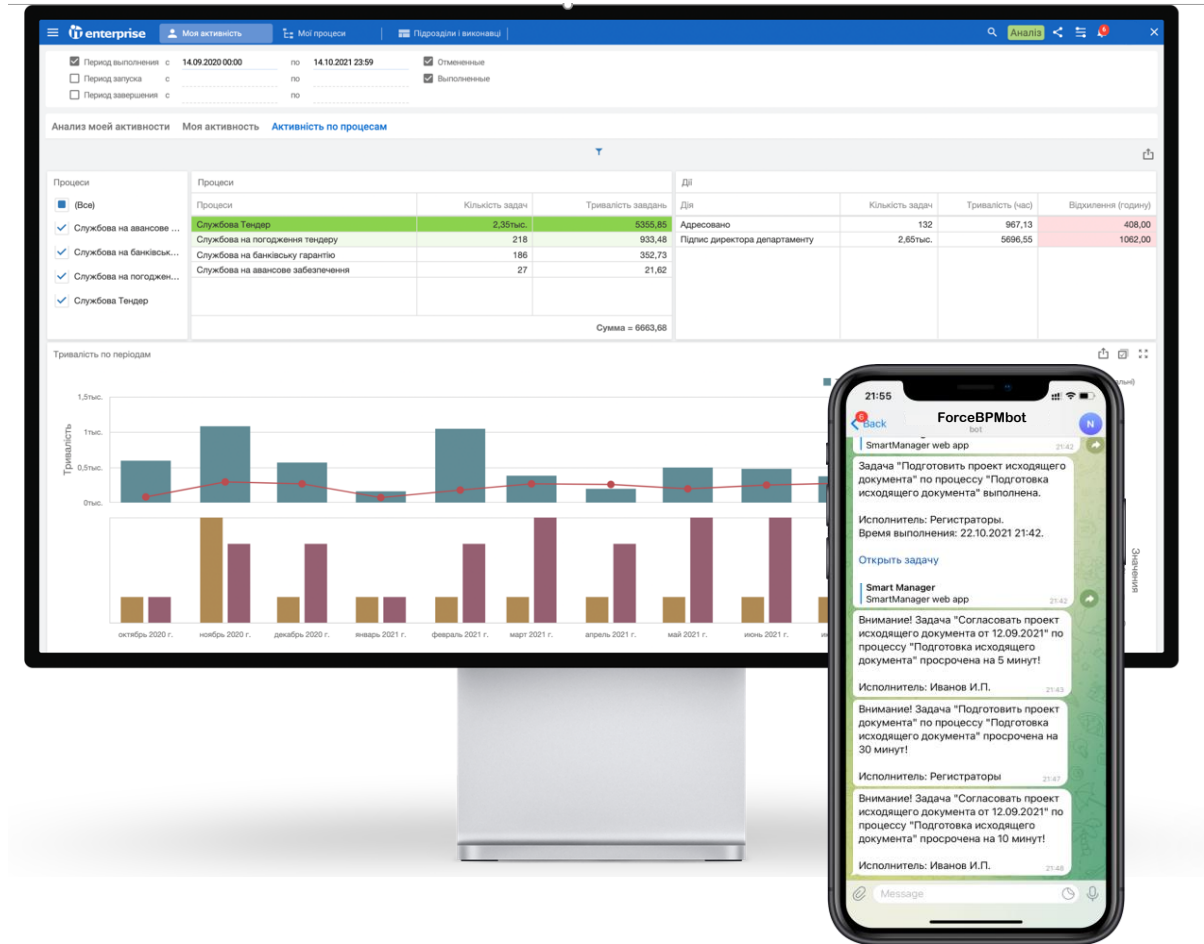 enterprise
Моя активність
Мої процеси
Підрозділи і виконавці
Аналіз
6
Период выполнения с 14.09.2020 00:00 по 14.10.2021 23:59
Отмененные
Период запуска с по
Выполненные
Период завершения с по
Анализ моей активности Моя активность Активність по процесам
Процеси
(Все)
Службова на авансове ...
Службова на банківськ...
Службова на погоджен...
Службова Тендер
Процеси
Процеси Кількість задач Тривалість завдань
Службова Тендер 2,35тыс. 5355,85
Службова на погодження тендеру 218 933,48
Службова на банківську гарантію 186 352,73
Службова на авансове забезпечення 27 21,62
Сумма = 6663,68
Дії
Дія Кількість задач Тривалість (час) Відхилення (годину)
Адресовано 132 967,13 408,00
Підпис директора департаменту 2,65тыс. 5696,55 1062,00
Тривалість по періодам
1,5тыс.
1тыс.
0,5тыс.
0тыс.
Тривалість
Значения
октябрь 2020 г.
ноябрь 2020 г.
декабрь 2020 г.
январь 2021 г.
февраль 2021 г.
март 2021 г.
апрель 2021 г.
май 2021 г.
июнь 2021 г.
21:55
6
Back
ForceBPMbot
bot
N
SmartManager web app 21:42
Задача "Подготовить проект исходящего
документа" по процессу "Подготовка
исходящего документа" выполнена.
Исполнитель: Регистраторы.
Время выполнения: 22.10.2021 21:42.
Открыть задачу
Smart Manager
SmartManager web app 21:42
Внимание! Задача "Согласовать проект
исходящего документа от 12.09.2021" по
процессу "Подготовка исходящего
документа" просрочена на 5 минут!
Исполнитель: Иванов И.П. 21:43
Внимание! Задача "Подготовить проект
документа" по процессу "Подготовка
исходящего документа" просрочена на
30 минут!
Исполнитель: Регистраторы 21:47
Внимание! Задача "Согласовать проект
исходящего документа от 12.09.2021" по
процессу "Подготовка исходящего
документа" просрочена на 10 минут!
Исполнитель: Иванов И.П. 21:48
Message